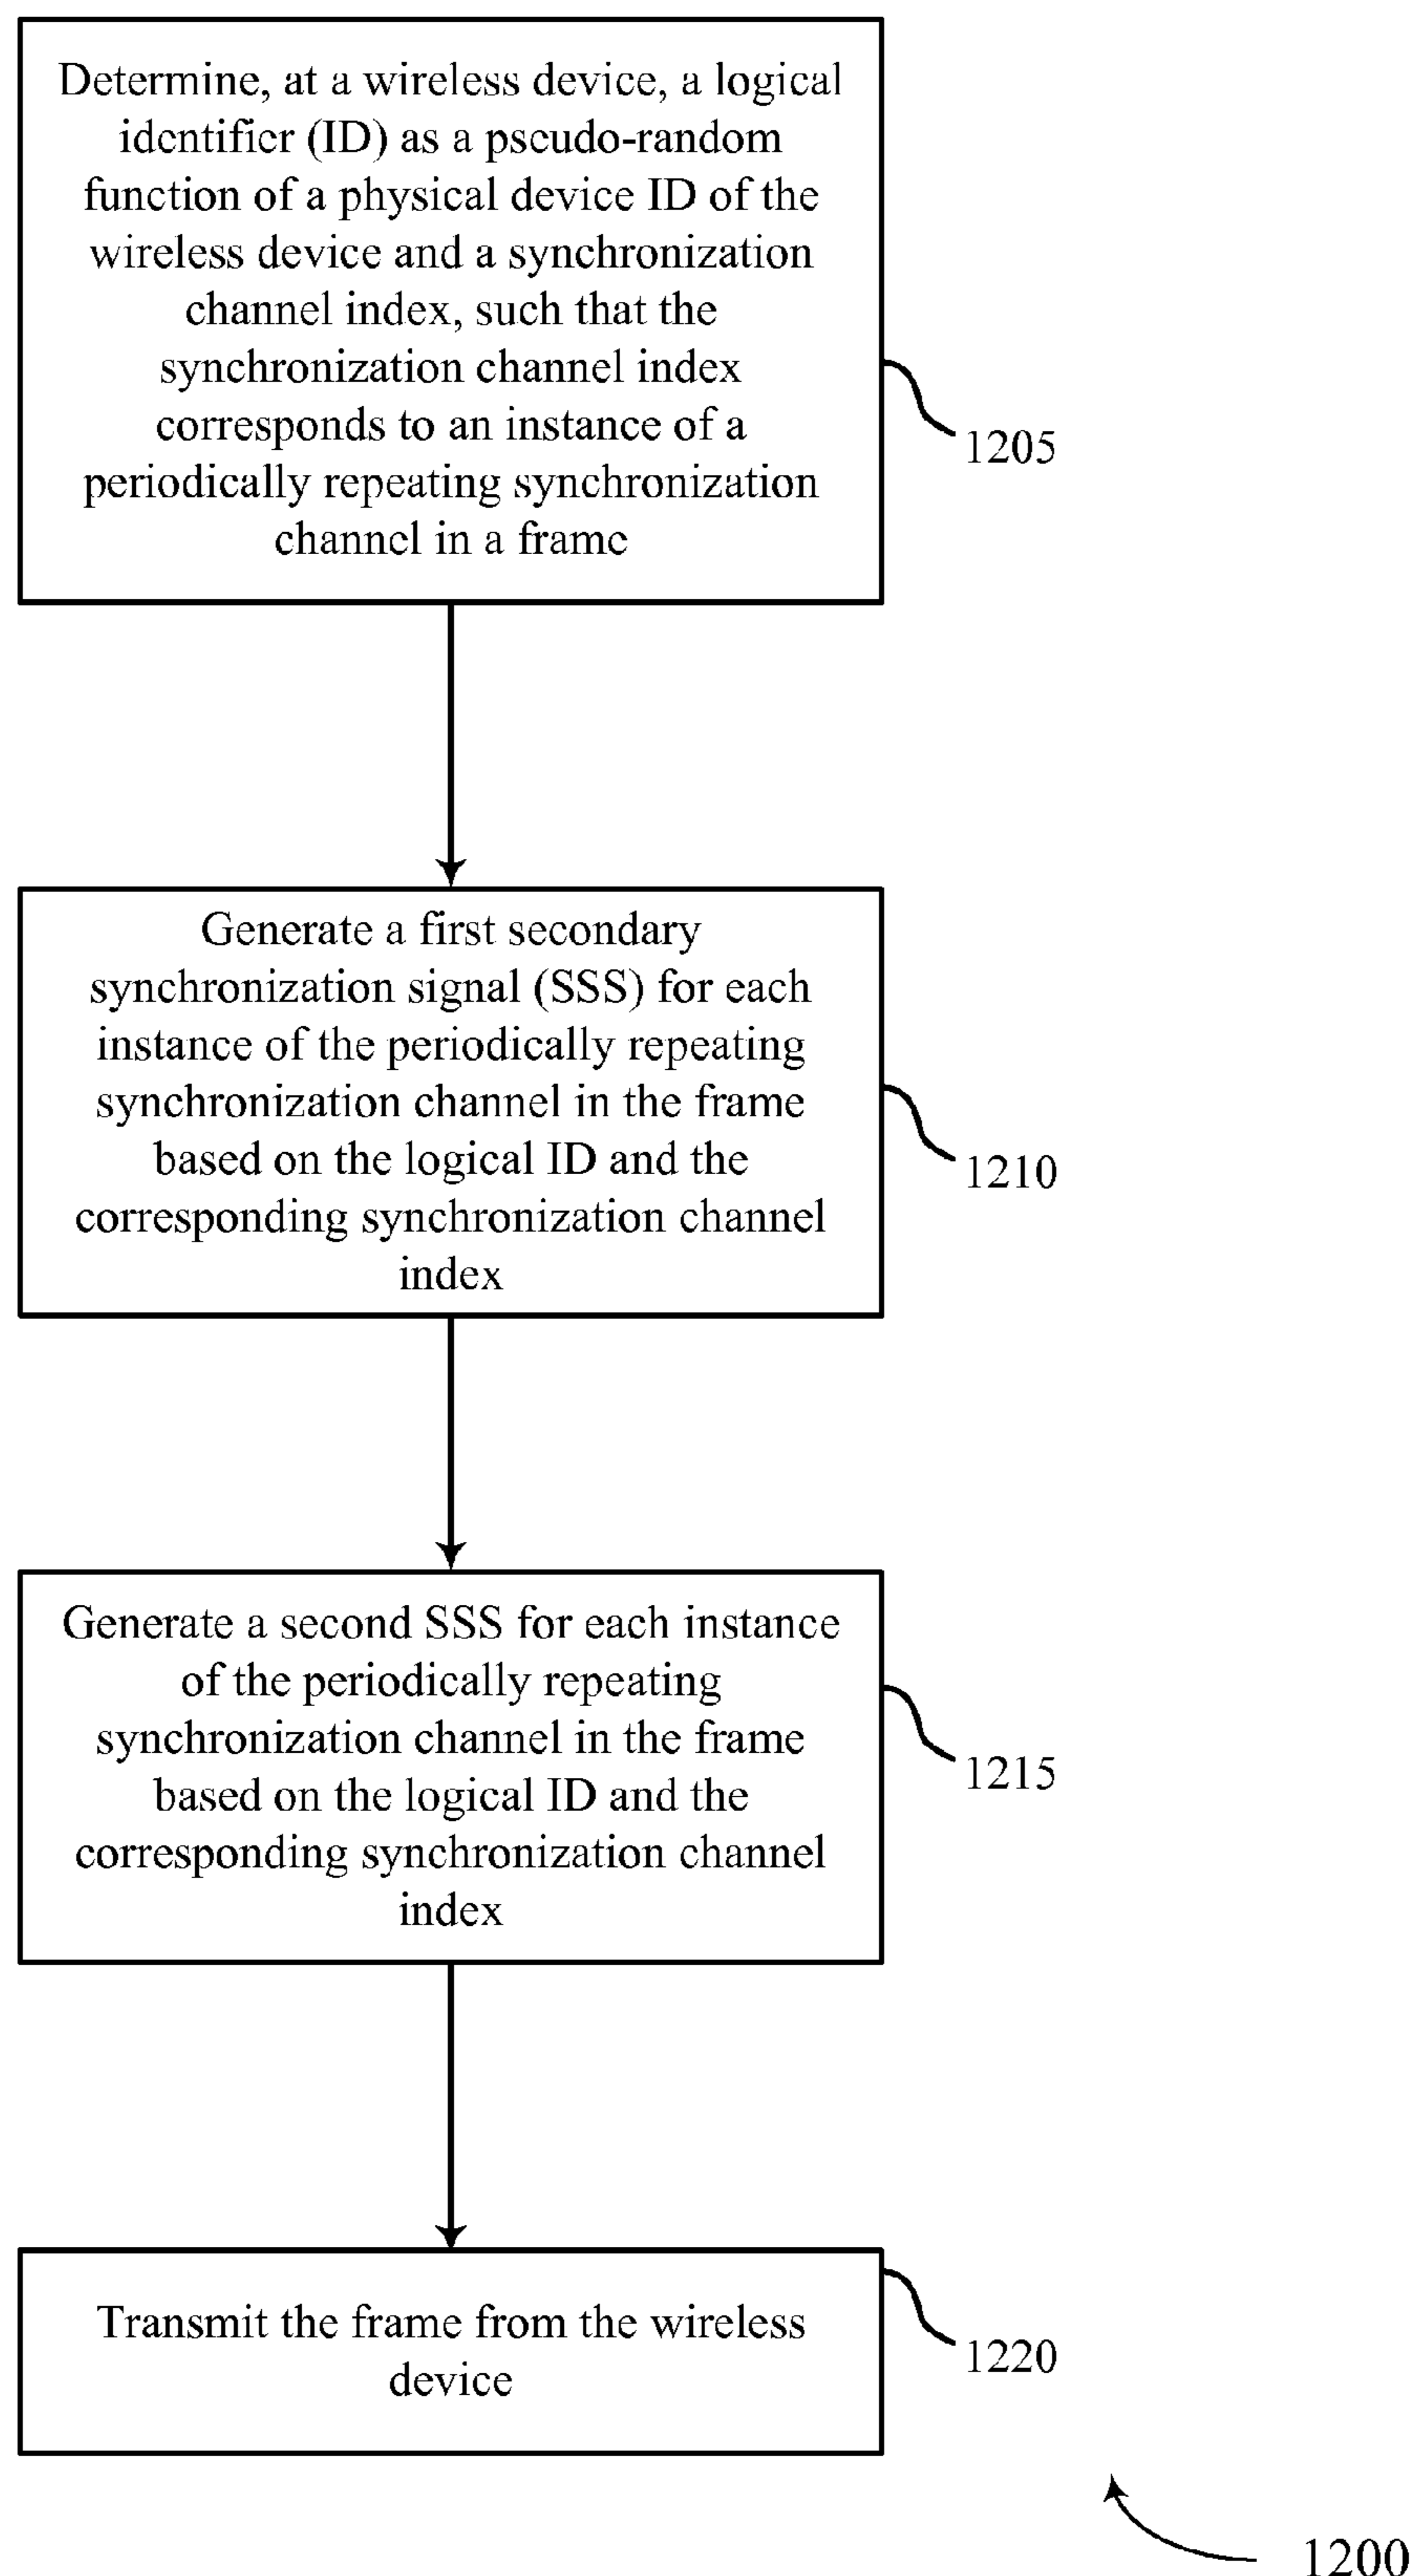 Determine, at a wireless device, a logical
identifier (ID) as a pseudo-random
function of a physical device ID of the
wireless device and a synchronization
channel index, such that the
synchronization channel index
corresponds to an instance of a
periodically repeating synchronization
channel in a frame
1205
Generate a first secondary
synchronization signal (SSS) for each
instance of the periodically repeating
synchronization channel in the frame
based on the logical ID and the
corresponding synchronization channel
index
1210
Generate a second SSS for each instance
of the periodically repeating
synchronization channel in the frame
based on the logical ID and the
corresponding synchronization channel
index
1215
Transmit the frame from the wireless
device
1220
1200